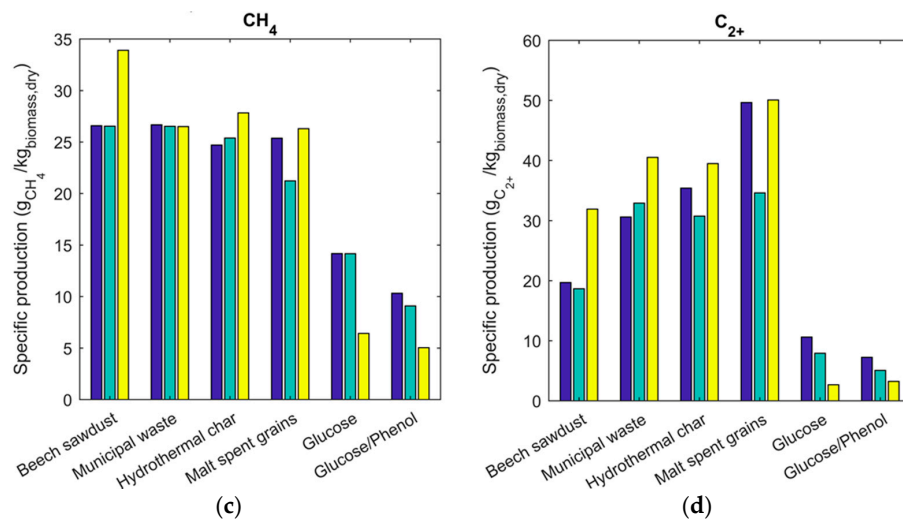 CH4
Specific production (gCH4/kgbiomass,dry)
35
30
25
20
15
10
5
0
Beech sawdust
Municipal waste
Hydrothermal char
Malt spent grains
Glucose
Glucose/Phenol
(c)
C2+
Specific production (gC2+/kgbiomass,dry)
60
50
40
30
20
10
0
Beech sawdust
Municipal waste
Hydrothermal char
Malt spent grains
Glucose
Glucose/Phenol
(d)